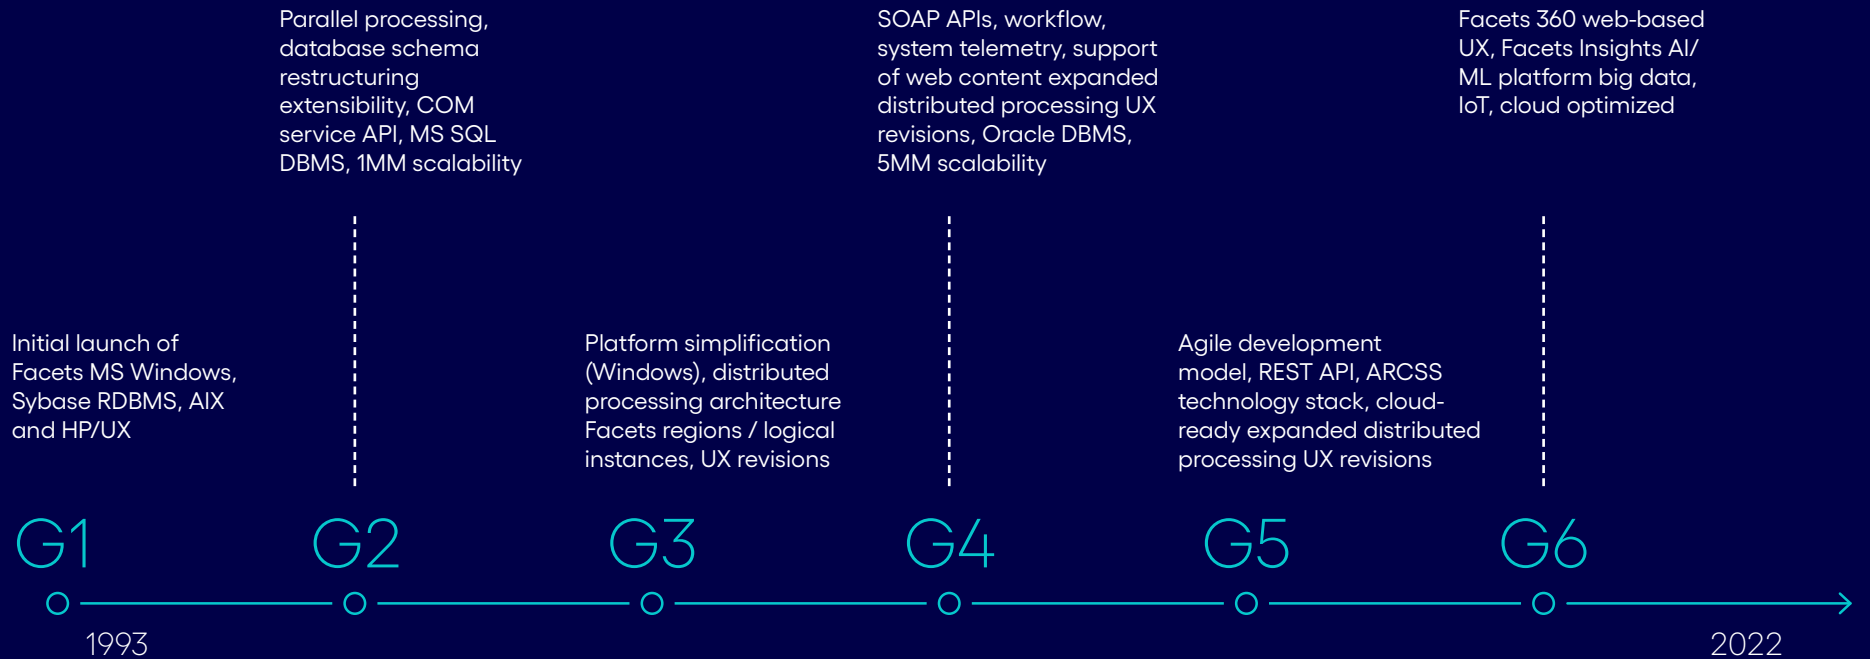 Parallel processing,
database schema
restructuring
extensibility, COM
service API, MS SQL
DBMS, 1MM scalability
SOAP APIs, workflow,
system telemetry, support
of web content expanded
distributed processing UX
revisions, Oracle DBMS,
5MM scalability
Facets 360 web-based
UX, Facets Insights AI/
ML platform big data,
IoT, cloud optimized
Initial launch of
Facets MS Windows,
Sybase RDBMS, AIX
and HP/UX
Platform simplification
(Windows), distributed
processing architecture
Facets regions / logical
instances, UX revisions
Agile development
model, REST API, ARCSS
technology stack, cloud-
ready expanded distributed
processing UX revisions
G1
G2
G3
G4
G5
G6
1993
2022